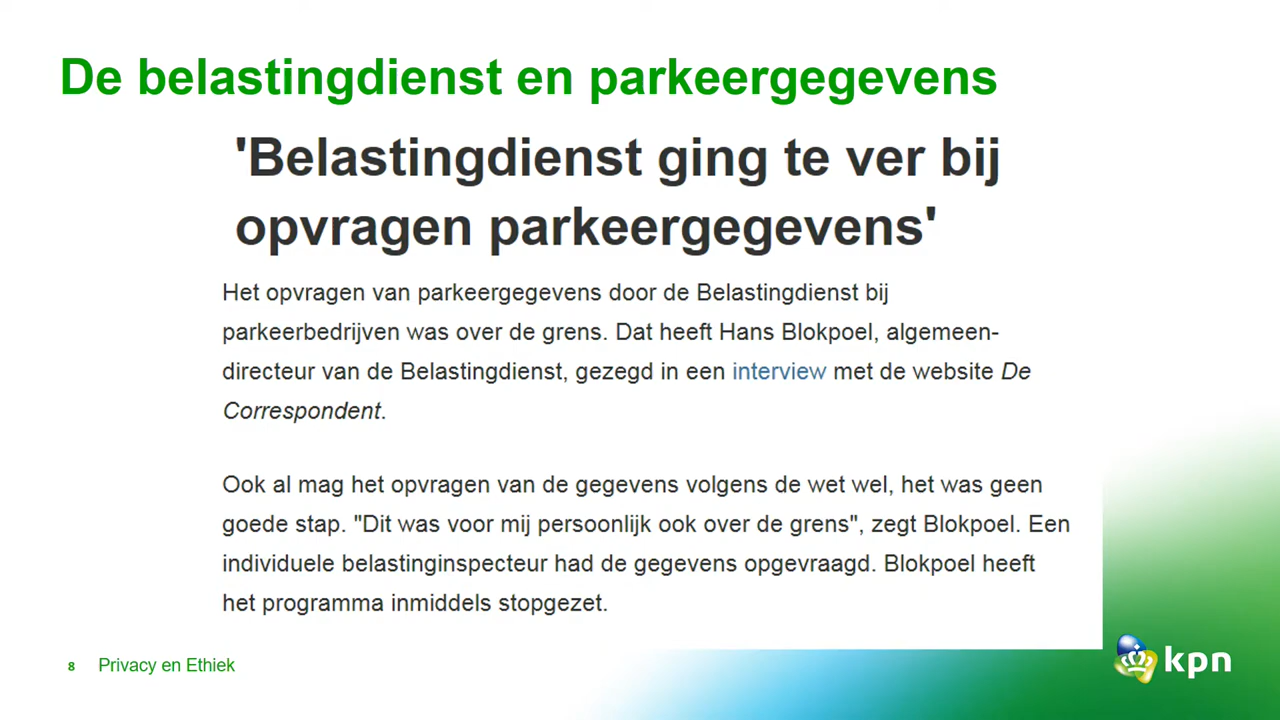 De belastingdienst en parkeergegevens
'Belastingdienst ging te ver bij
opvragen parkeergegevens'
Het opvragen van parkeergegevens door de Belastingdienst bij
parkeerbedrijven was over de grens. Dat heeft Hans Blokpoel, algemeen-
directeur van de Belastingdienst, gezegd in een interview met de website De
Correspondent.
Ook al mag het opvragen van de gegevens volgens de wet wel, het was geen
goede stap. "Dit was voor mij persoonlijk ook over de grens", zegt Blokpoel. Een
individuele belastinginspecteur had de gegevens opgevraagd. Blokpoel heeft
het programma inmiddels stopgezet.
8 Privacy en Ethiek
kpn